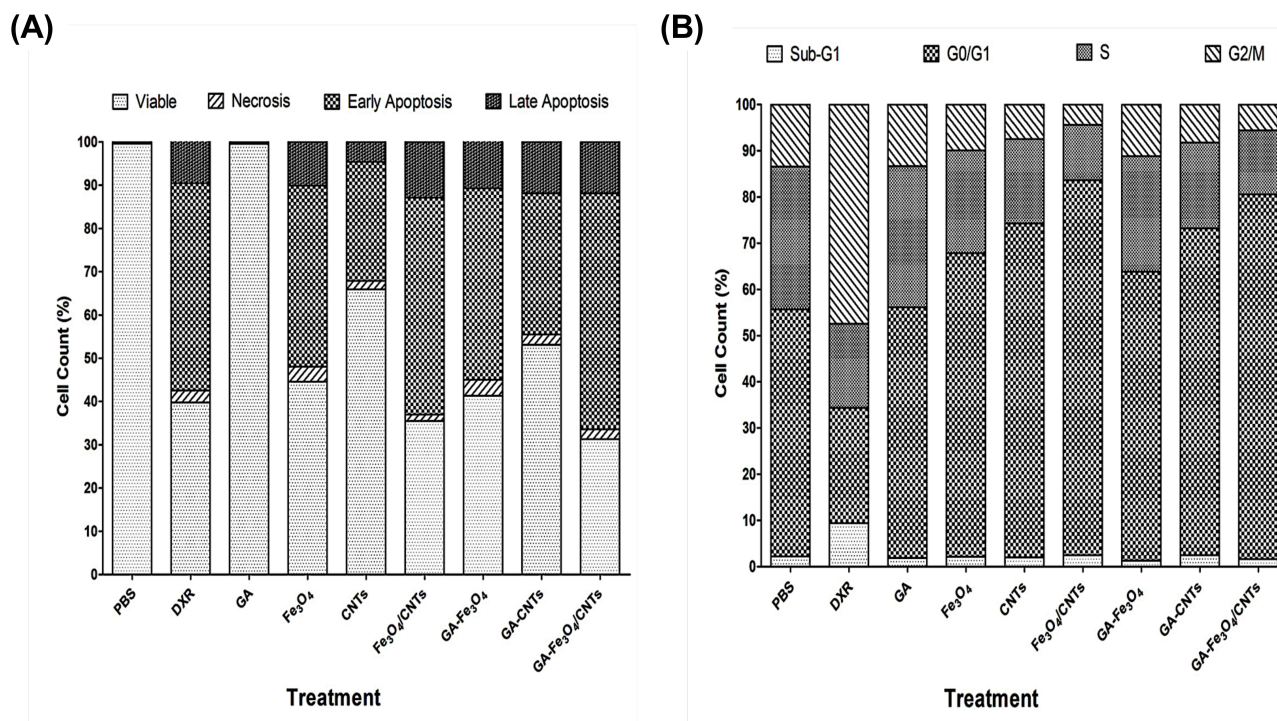 (A)
Viable Necrosis Early Apoptosis Late Apoptosis
Cell Count (%)
100
90
80
70
60
50
40
30
20
10
0
PBS DXR GA Fe₃O₄ CNTs Fe₃O₄/CNTs GA-Fe₃O₄ GA-CNTs GA-Fe₃O₄/CNTs
Treatment
(B)
Sub-G1 G0/G1 S G2/M
Cell Count (%)
100
90
80
70
60
50
40
30
20
10
0
PBS DXR GA Fe₃O₄ CNTs Fe₃O₄/CNTs GA-Fe₃O₄ GA-CNTs GA-Fe₃O₄/CNTs
Treatment